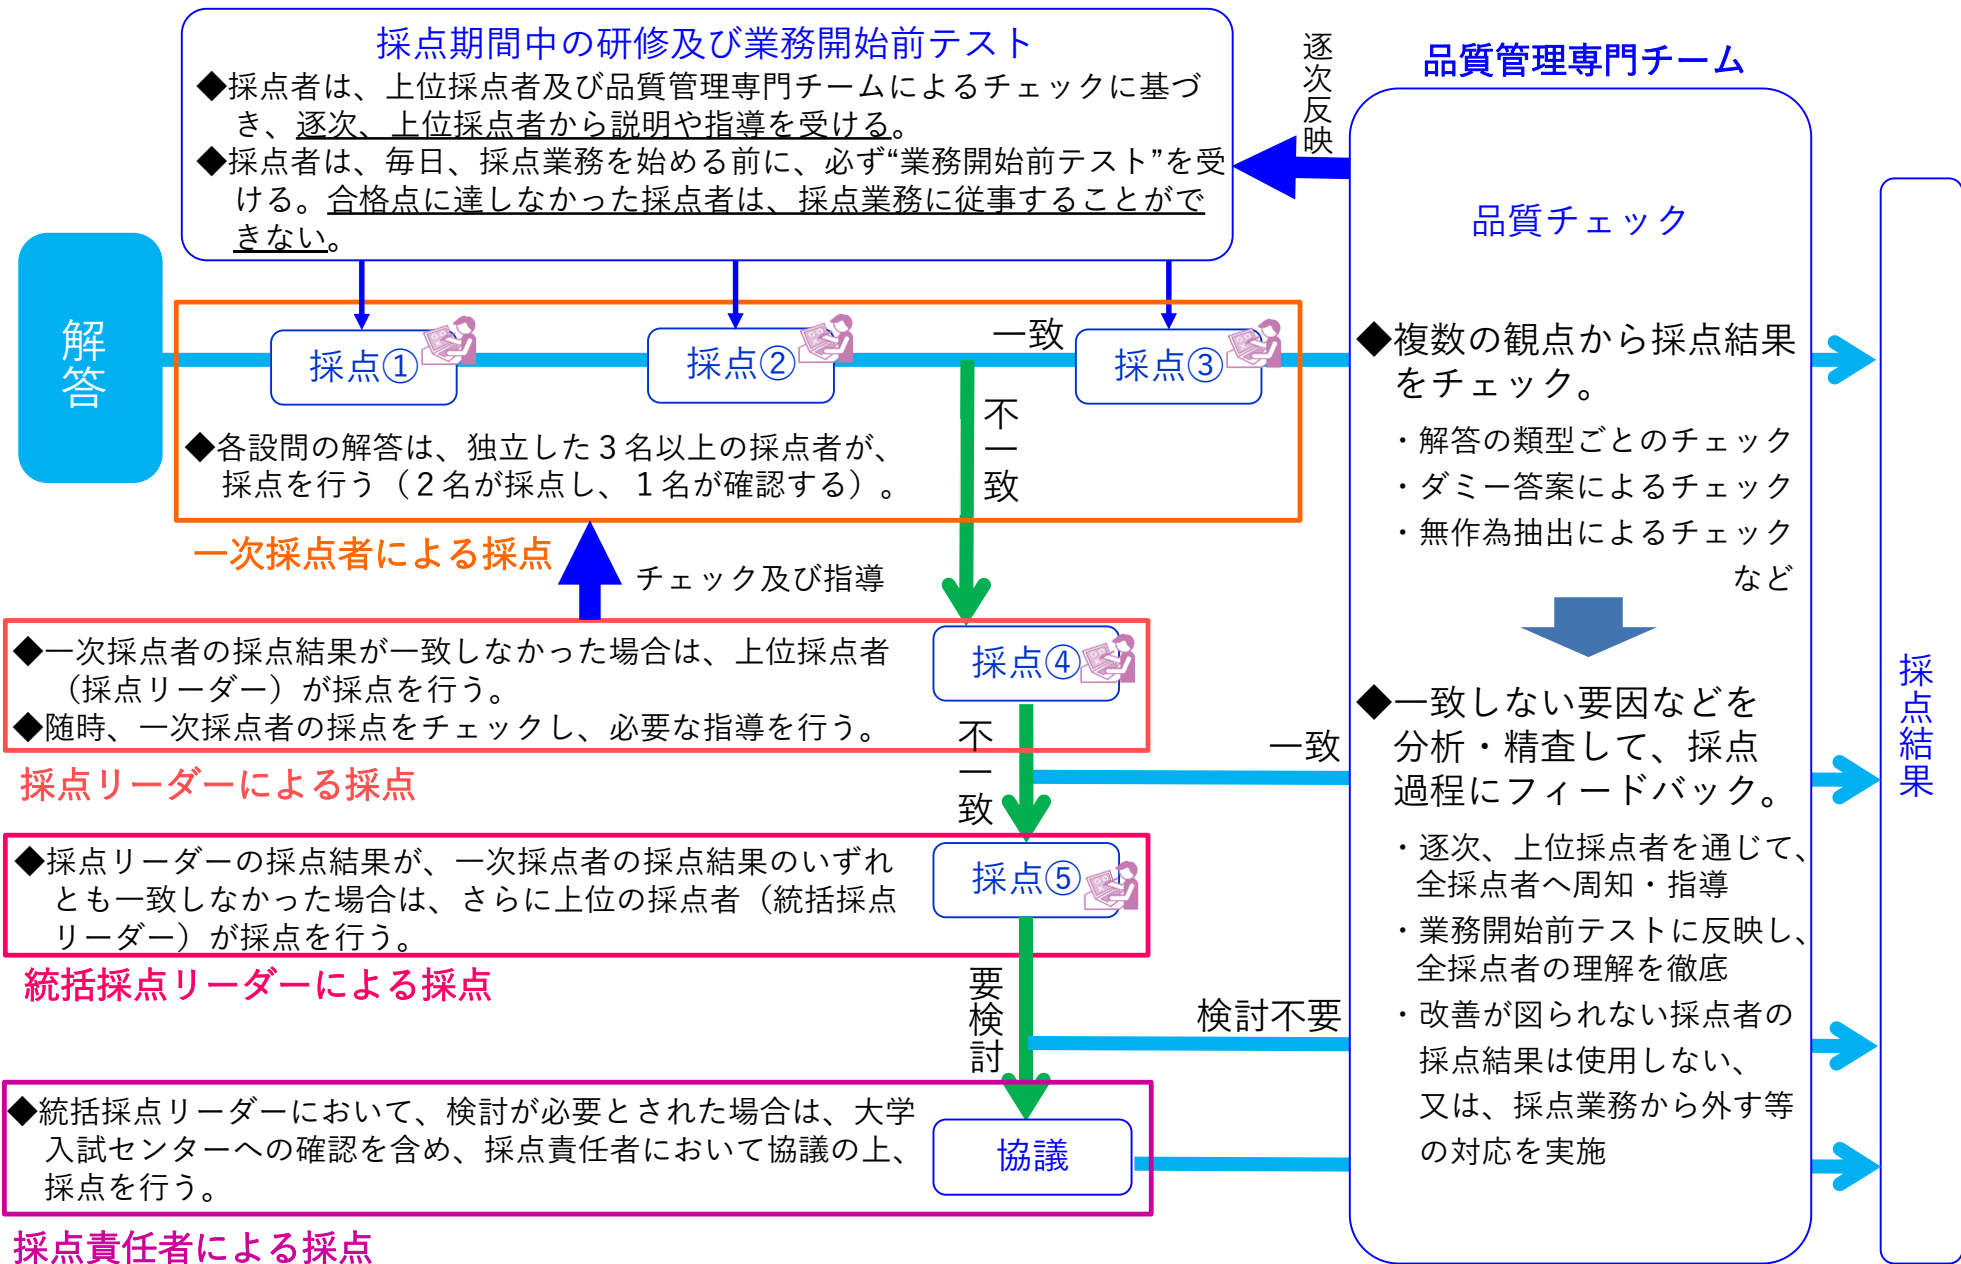 採点期間中の研修及び業務開始前テスト
◆採点者は、上位採点者及び品質管理専門チームによるチェックに基づ
き、逐次、上位採点者から説明や指導を受ける。
◆採点者は、毎日、採点業務を始める前に、必ず“業務開始前テスト”を受
ける。合格点に達しなかった採点者は、採点業務に従事することがで
きない。
逐次反映
品質管理専門チーム
解答
採点①
採点②
一致
採点③
不一致
◆各設問の解答は、独立した3名以上の採点者が、
採点を行う（2名が採点し、1名が確認する）。
一次採点者による採点
チェック及び指導
◆一次採点者の採点結果が一致しなかった場合は、上位採点者
（採点リーダー）が採点を行う。
◆随時、一次採点者の採点をチェックし、必要な指導を行う。
採点④
採点リーダーによる採点
不一致
一致
◆採点リーダーの採点結果が、一次採点者の採点結果のいずれ
とも一致しなかった場合は、さらに上位の採点者（統括採点
リーダー）が採点を行う。
採点⑤
統括採点リーダーによる採点
要検討
検討不要
◆統括採点リーダーにおいて、検討が必要とされた場合は、大学
入試センターへの確認を含め、採点責任者において協議の上、
採点を行う。
協議
採点責任者による採点
品質チェック
◆複数の観点から採点結果
をチェック。
・解答の類型ごとのチェック
・ダミー答案によるチェック
・無作為抽出によるチェック
など
◆一致しない要因などを
分析・精査して、採点
過程にフィードバック。
・逐次、上位採点者を通じて、
全採点者へ周知・指導
・業務開始前テストに反映し、
全採点者の理解を徹底
・改善が図られない採点者の
採点結果は使用しない、
又は、採点業務から外す等
の対応を実施
採点結果